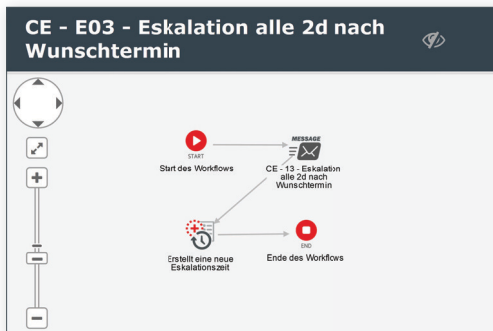 CE - E03 - Eskalation alle 2d nach
Wunschtermin
START
Start des Workflows
MESSAGE
CE - 13 - Eskalation
alle 2d nach
Wunschtermin
Erstellt eine neue
Eskalationszeit
END
Ende des Workflows